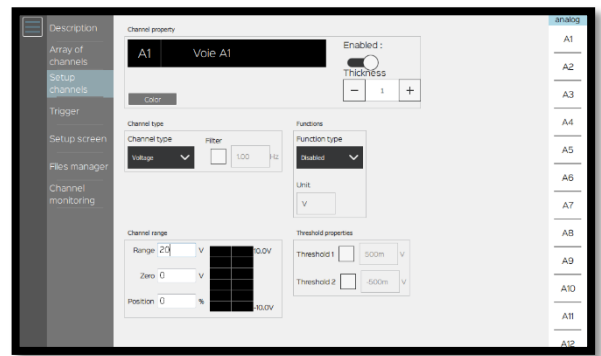 Description
Array of
channels
Setup
channels
Trigger
Setup screen
Files manager
Channel
monitoring
Channel property
A1 Voie A1
Enabled :
Thickness
− 1 +
Color
Channel type
Channel type
Filter
Voltage
1,00 Hz
Functions
Function type
Disabled
Unit
V
Channel range
Range 20 V
Zero 0 V
Position 0 %
10.0V
-10.0V
Threshold properties
Threshold 1 500m V
Threshold 2 -500m V
analog
A1
A2
A3
A4
A5
A6
A7
A8
A9
A10
A11
A12